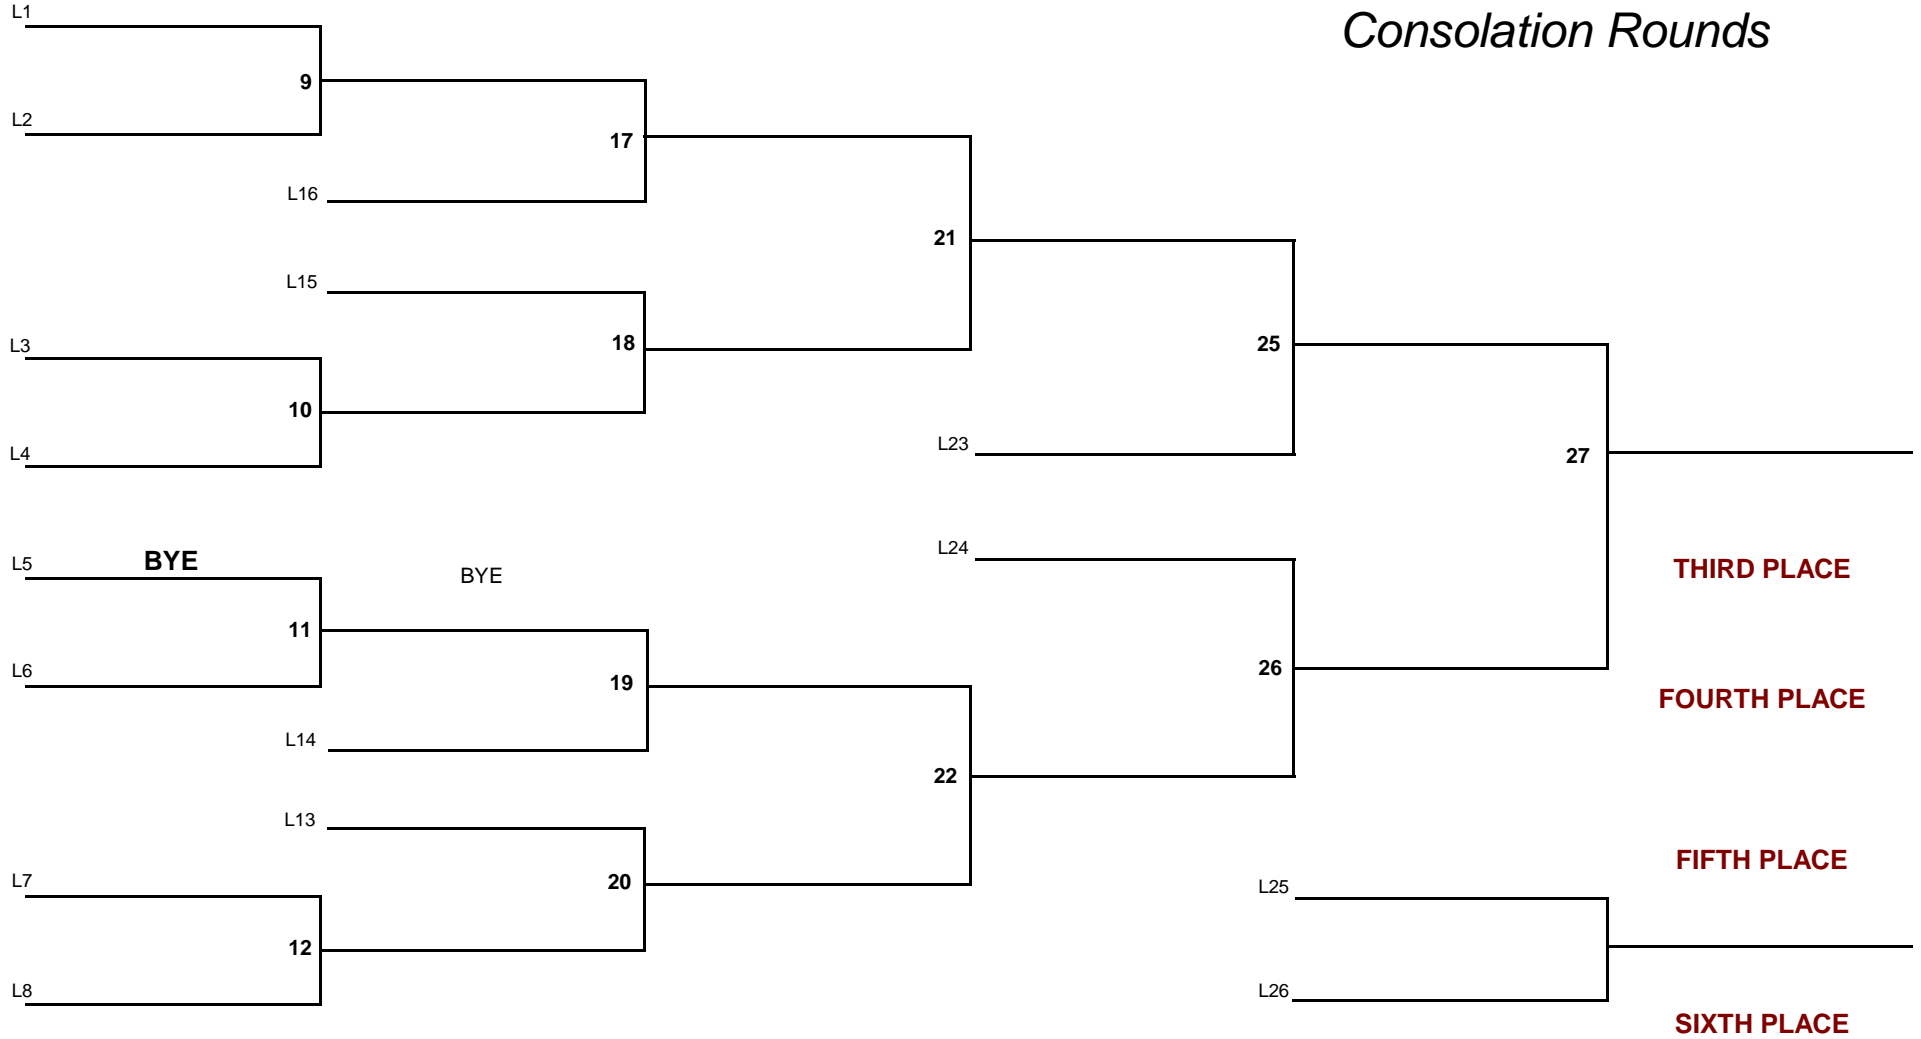 L1
Consolation Rounds
9
L2
17
L16
21
L15
18
L3
25
10
L23
L4
27
L24
L5
BYE
BYE
THIRD PLACE
11
L6
26
19
FOURTH PLACE
L14
22
L13
FIFTH PLACE
L7
20
L25
12
L8
L26
SIXTH PLACE